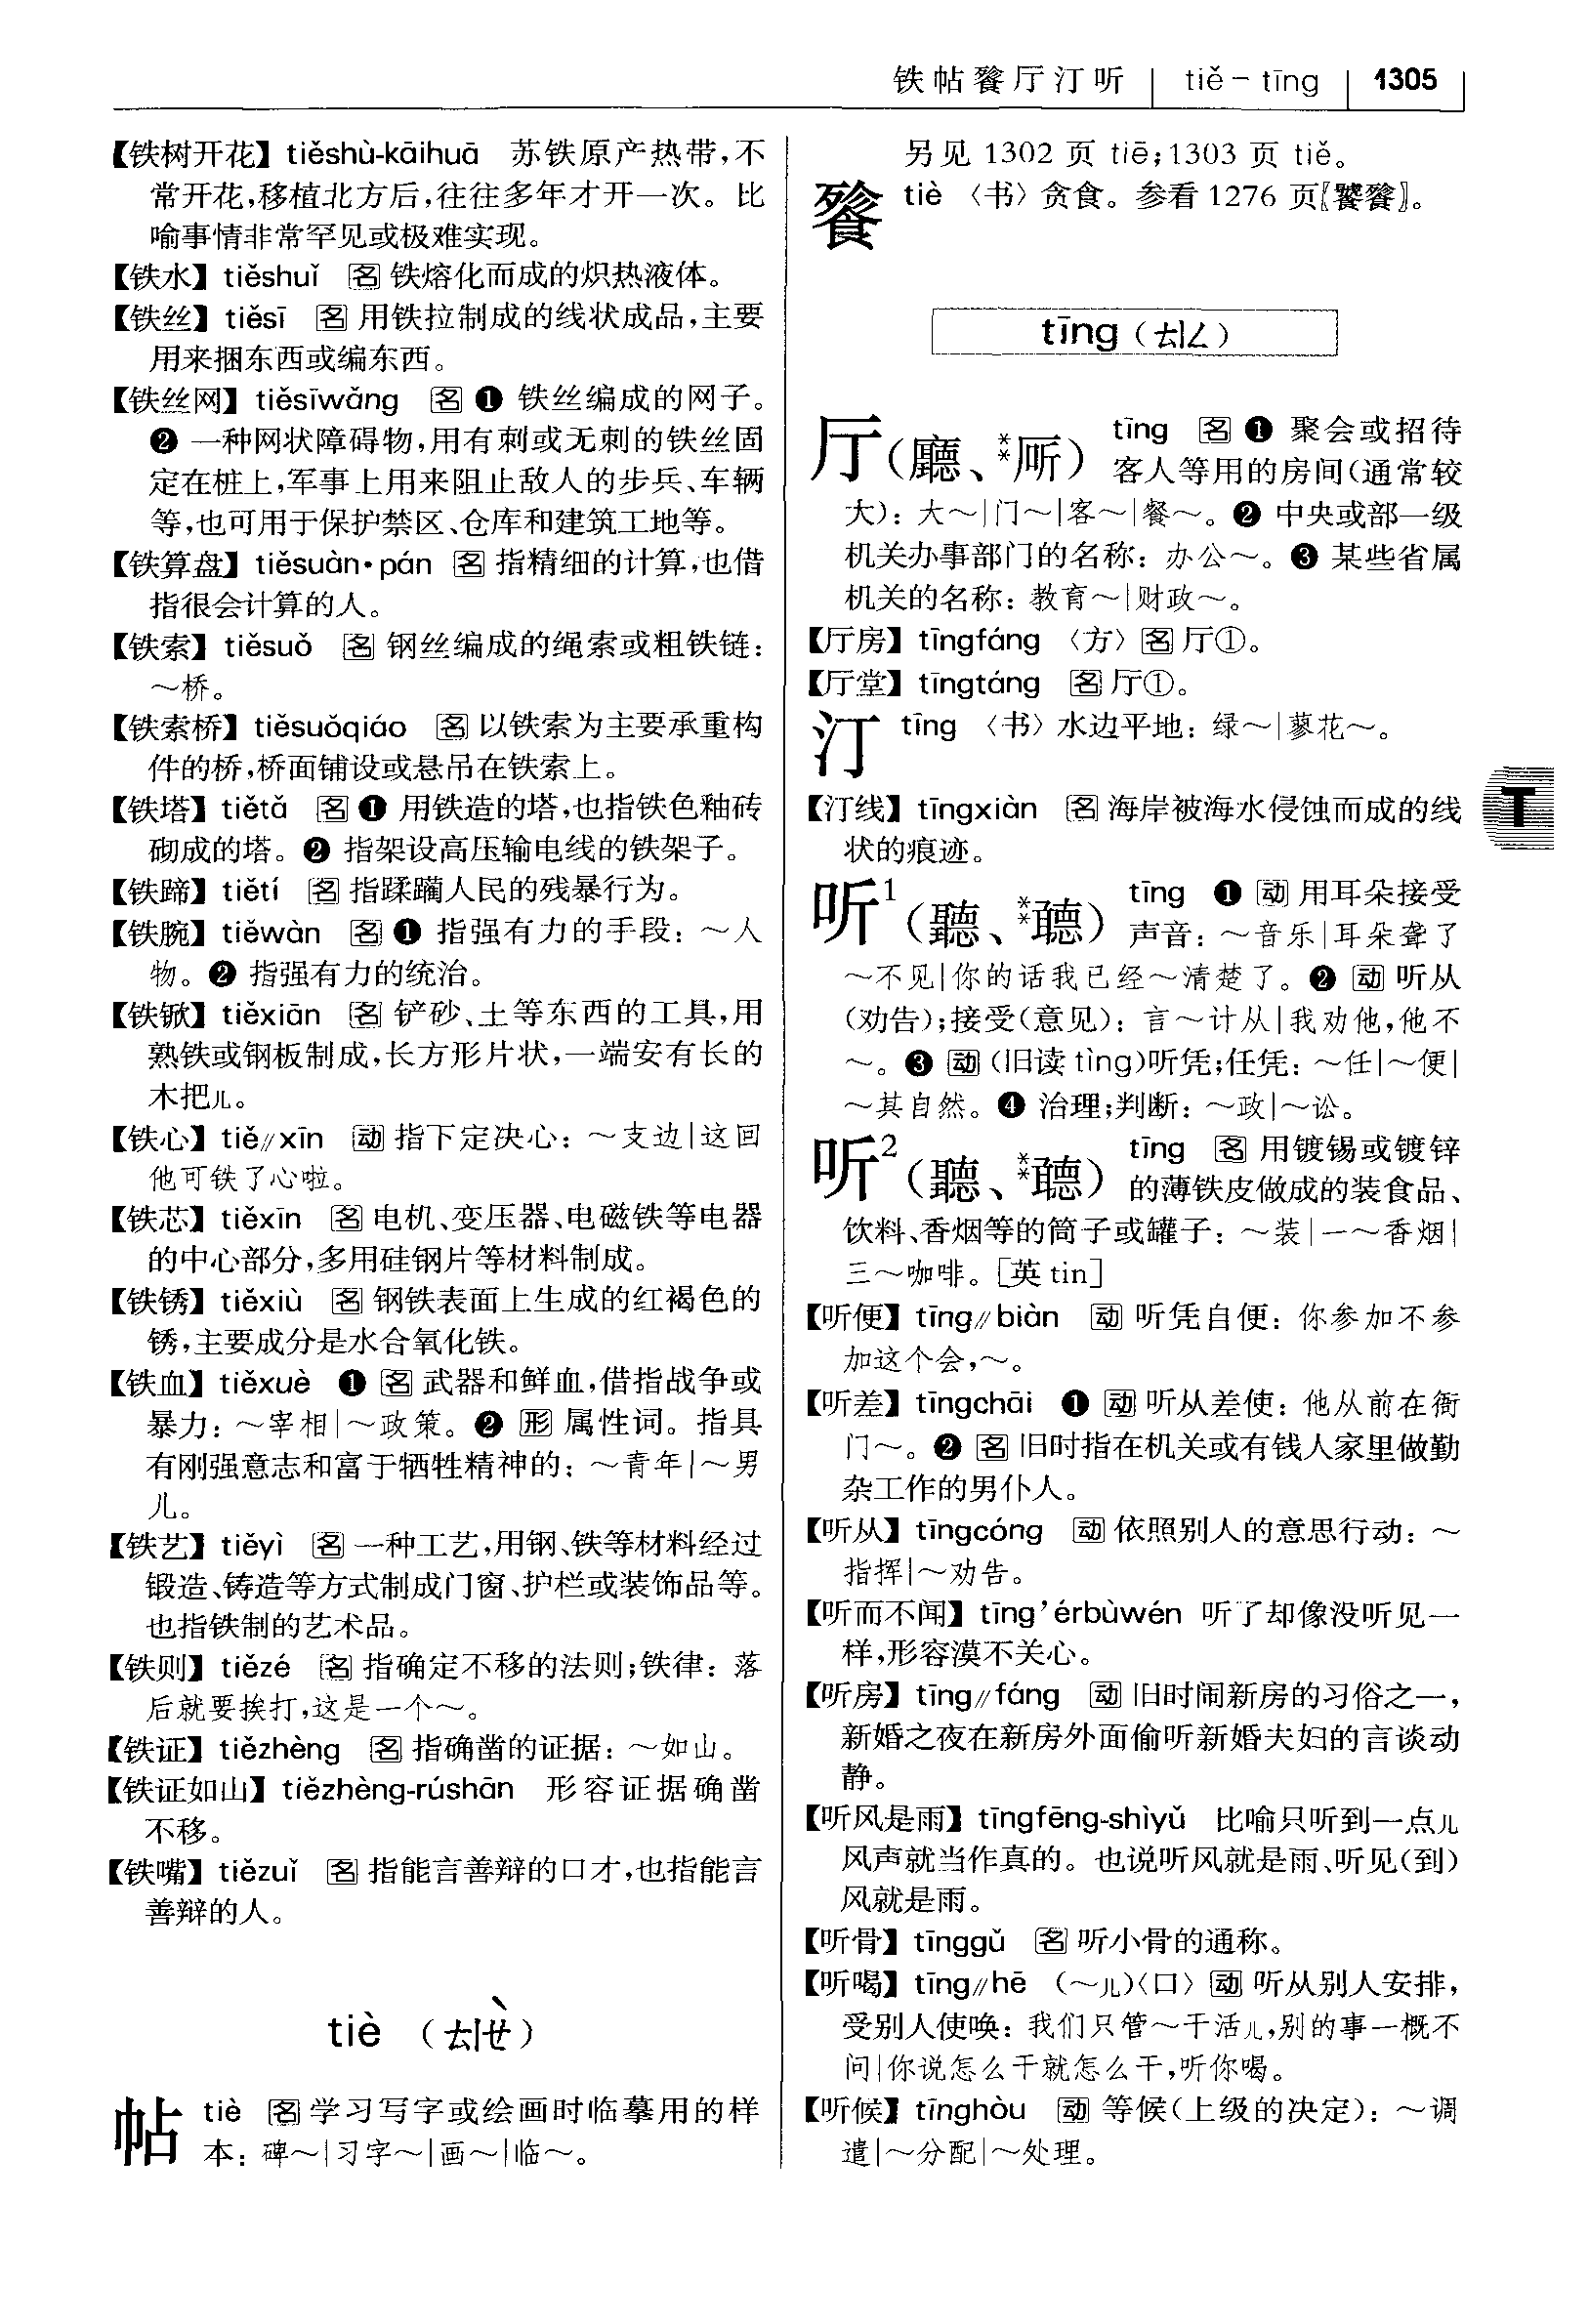 铁帖餮厅汀听 | tiě-tīng | 1305
【铁树开花】tiěshù-kāihuā 苏铁原产热带,不
常开花,移植北方后,往往多年才开一次。比
喻事情非常罕见或极难实现。
【铁水】tiěshuǐ 名 铁熔化而成的炽热液体。
【铁丝】tiěsī 名 用铁拉制成的线状成品,主要
用来捆东西或编东西。
【铁丝网】tiěsīwǎng 名 ❶ 铁丝编成的网子。
❷ 一种网状障碍物,用有刺或无刺的铁丝固
定在桩上,军事上用来阻止敌人的步兵、车辆
等,也可用于保护禁区、仓库和建筑工地等。
【铁算盘】tiěsuàn•pán 名 指精细的计算,也借
指很会计算的人。
【铁索】tiěsuǒ 名 钢丝编成的绳索或粗铁链:
～桥。
【铁索桥】tiěsuǒqiáo 名 以铁索为主要承重构
件的桥,桥面铺设或悬吊在铁索上。
【铁塔】tiětǎ 名 ❶ 用铁造的塔,也指铁色釉砖
砌成的塔。❷ 指架设高压输电线的铁架子。
【铁蹄】tiětí 名 指蹂躏人民的残暴行为。
【铁腕】tiěwàn 名 ❶ 指强有力的手段:～人
物。❷ 指强有力的统治。
【铁锨】tiěxiān 名 铲砂、土等东西的工具,用
熟铁或钢板制成,长方形片状,一端安有长的
木把儿。
【铁心】tiě∥xīn 动 指下定决心:～支边|这回
他可铁了心啦。
【铁芯】tiěxīn 名 电机、变压器、电磁铁等电器
的中心部分,多用硅钢片等材料制成。
【铁锈】tiěxiù 名 钢铁表面上生成的红褐色的
锈,主要成分是水合氧化铁。
【铁血】tiěxuè ❶ 名 武器和鲜血,借指战争或
暴力:～宰相|～政策。❷ 形 属性词。指具
有刚强意志和富于牺牲精神的:～青年|～男
儿。
【铁艺】tiěyì 名 一种工艺,用钢、铁等材料经过
锻造、铸造等方式制成门窗、护栏或装饰品等。
也指铁制的艺术品。
【铁则】tiězé 名 指确定不移的法则;铁律:落
后就要挨打,这是一个～。
【铁证】tiězhèng 名 指确凿的证据:～如山。
【铁证如山】tiězhèng-rúshān 形容证据确凿
不移。
【铁嘴】tiězuǐ 名 指能言善辩的口才,也指能言
善辩的人。
tiè (ㄊㄧㄝˋ)
帖 tiè 名 学习写字或绘画时临摹用的样
本:碑～|习字～|画～|临～。
另见 1302 页 tiē;1303 页 tiě。
餮 tiè 〈书〉贪食。参看 1276 页〖饕餮〗。
tīng (ㄊㄧㄥ)
厅(廳、**厛) tīng 名 ❶ 聚会或招待
客人等用的房间(通常较
大):大～|门～|客～|餐～。❷ 中央或部一级
机关办事部门的名称:办公～。❸ 某些省属
机关的名称:教育～|财政～。
【厅房】tīngfáng 〈方〉名 厅①。
【厅堂】tīngtáng 名 厅①。
汀 tīng 〈书〉水边平地:绿～|蓼花～。
【汀线】tīngxiàn 名 海岸被海水侵蚀而成的线
状的痕迹。
听¹(聽、**聴) tīng ❶ 动 用耳朵接受
声音:～音乐|耳朵聋了
～不见|你的话我已经～清楚了。❷ 动 听从
(劝告);接受(意见):言～计从|我劝他,他不
～。❸ 动 (旧读 tìng)听凭;任凭:～任|～便|
～其自然。❹ 治理;判断:～政|～讼。
听²(聽、**聴) tīng 名 用镀锡或镀锌
的薄铁皮做成的装食品、
饮料、香烟等的筒子或罐子:～装|一～香烟|
三～咖啡。[英 tin]
【听便】tīng∥biàn 动 听凭自便:你参加不参
加这个会,～。
【听差】tīngchāi ❶ 动 听从差使:他从前在衙
门～。❷ 名 旧时指在机关或有钱人家里做勤
杂工作的男仆人。
【听从】tīngcóng 动 依照别人的意思行动:～
指挥|～劝告。
【听而不闻】tīng'érbùwén 听了却像没听见一
样,形容漠不关心。
【听房】tīng∥fáng 动 旧时闹新房的习俗之一,
新婚之夜在新房外面偷听新婚夫妇的言谈动
静。
【听风是雨】tīngfēng-shìyǔ 比喻只听到一点儿
风声就当作真的。也说听风就是雨、听见(到)
风就是雨。
【听骨】tīnggǔ 名 听小骨的通称。
【听喝】tīng∥hē (～儿)〈口〉动 听从别人安排,
受别人使唤:我们只管～干活儿,别的事一概不
问|你说怎么干就怎么干,听你喝。
【听候】tīnghòu 动 等候(上级的决定):～调
遣|～分配|～处理。
T